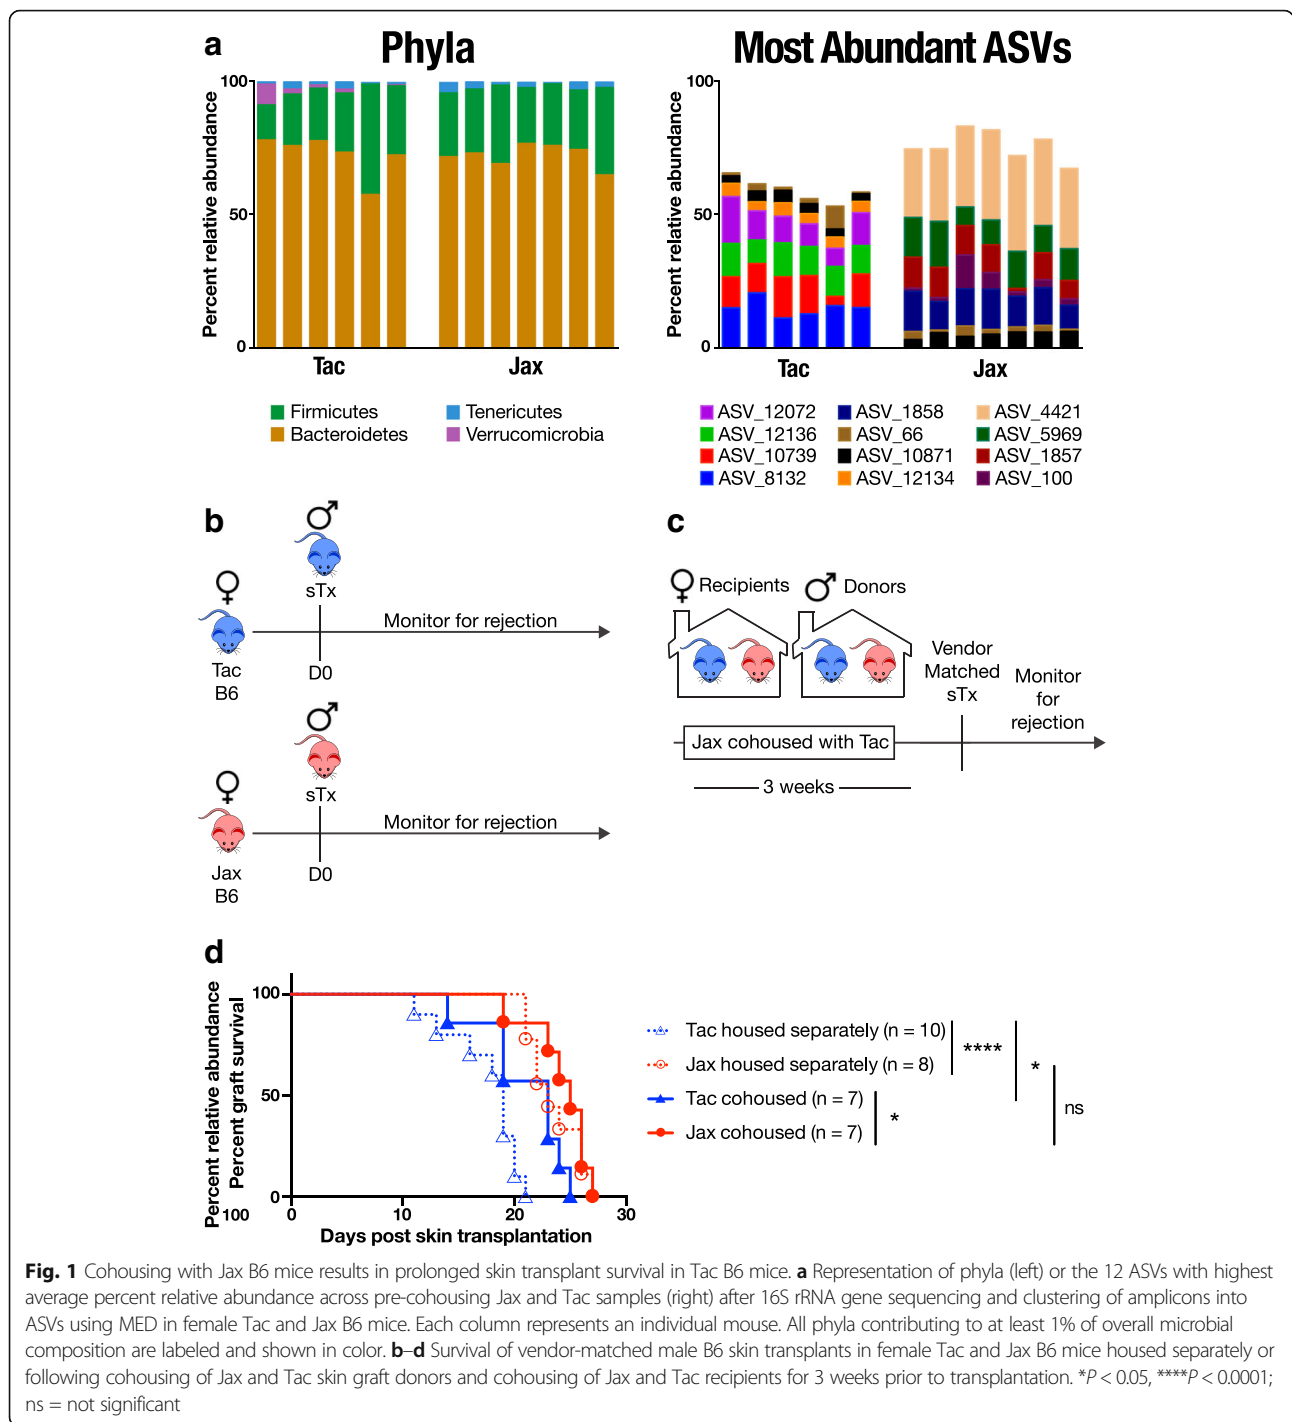 a
Phyla
Most Abundant ASVs
Percent relative abundance
100
50
0
Tac
Jax
Firmicutes
Tenericutes
Bacteroidetes
Verrucomicrobia
Percent relative abundance
100
50
0
Tac
Jax
ASV_12072
ASV_1858
ASV_4421
ASV_12136
ASV_66
ASV_5969
ASV_10739
ASV_10871
ASV_1857
ASV_8132
ASV_12134
ASV_100
b
♂
sTx
♀
Monitor for rejection
Tac
B6
D0
♂
sTx
♀
Monitor for rejection
Jax
B6
D0
c
♀ Recipients
♂ Donors
Vendor
Matched
sTx
Monitor
for
rejection
Jax cohoused with Tac
3 weeks
d
Percent relative abundance
Percent graft survival
100
50
0
100
0
10
20
30
Days post skin transplantation
Tac housed separately (n = 10)
Jax housed separately (n = 8)
Tac cohoused (n = 7)
Jax cohoused (n = 7)
****
*
*
ns
Fig. 1 Cohousing with Jax B6 mice results in prolonged skin transplant survival in Tac B6 mice. a Representation of phyla (left) or the 12 ASVs with highest
average percent relative abundance across pre-cohousing Jax and Tac samples (right) after 16S rRNA gene sequencing and clustering of amplicons into
ASVs using MED in female Tac and Jax B6 mice. Each column represents an individual mouse. All phyla contributing to at least 1% of overall microbial
composition are labeled and shown in color. b–d Survival of vendor-matched male B6 skin transplants in female Tac and Jax B6 mice housed separately or
following cohousing of Jax and Tac skin graft donors and cohousing of Jax and Tac recipients for 3 weeks prior to transplantation. *P < 0.05, ****P < 0.0001;
ns = not significant